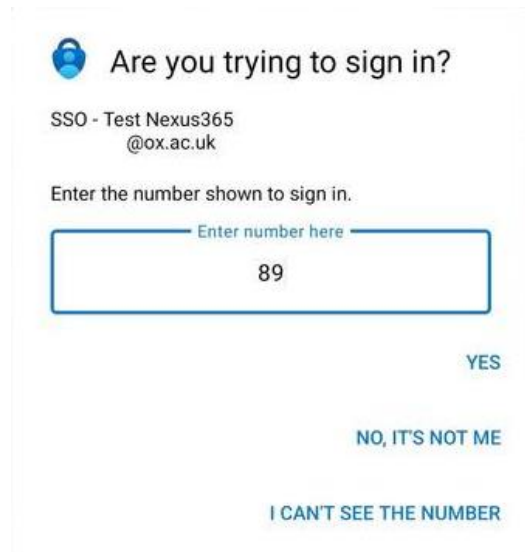 Are you trying to sign in?
SSO - Test Nexus365
@ox.ac.uk
Enter the number shown to sign in.
Enter number here
89
YES
NO, IT'S NOT ME
I CAN'T SEE THE NUMBER